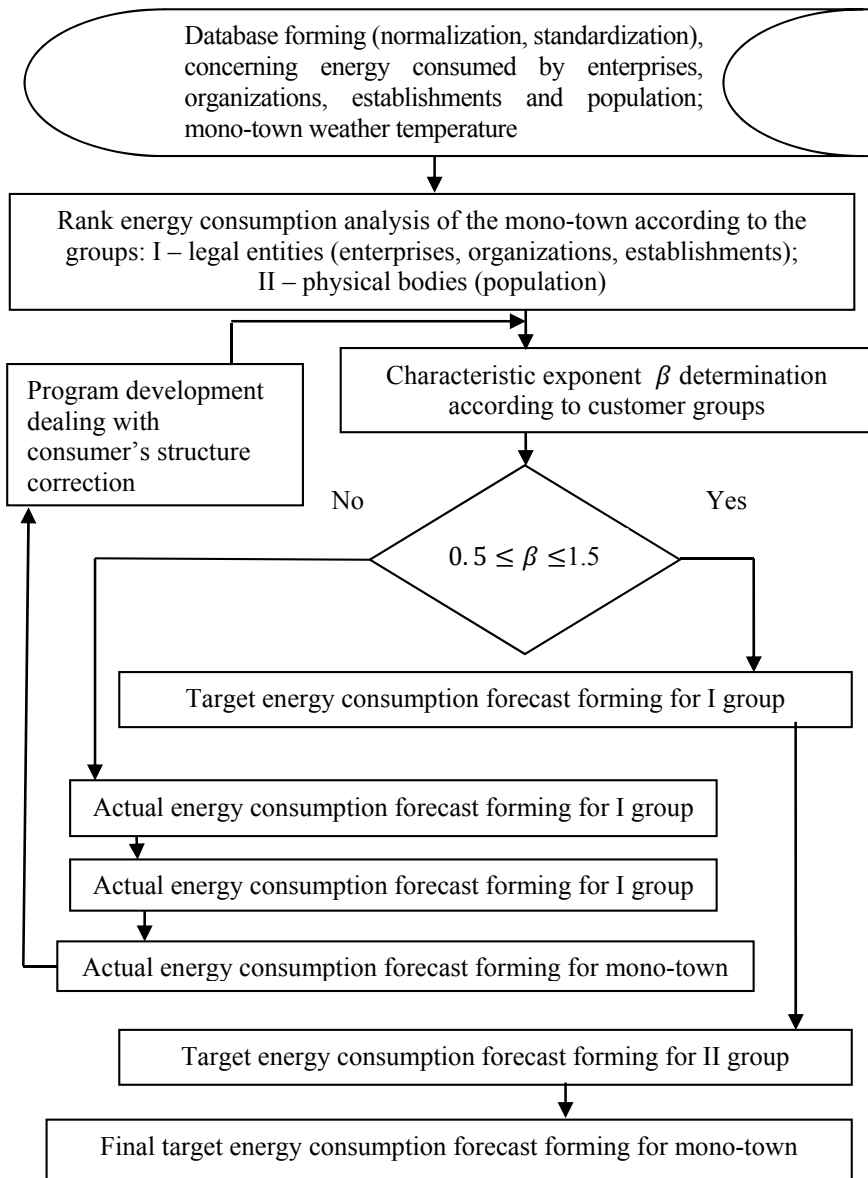 Database forming (normalization, standardization),
concerning energy consumed by enterprises,
organizations, establishments and population;
mono-town weather temperature
Rank energy consumption analysis of the mono-town according to the
groups: I – legal entities (enterprises, organizations, establishments);
II – physical bodies (population)
Program development
dealing with
consumer's structure
correction
Characteristic exponent β determination
according to customer groups
No
Yes
0.5 ≤ β ≤1.5
Target energy consumption forecast forming for I group
Actual energy consumption forecast forming for I group
Actual energy consumption forecast forming for I group
Actual energy consumption forecast forming for mono-town
Target energy consumption forecast forming for II group
Final target energy consumption forecast forming for mono-town